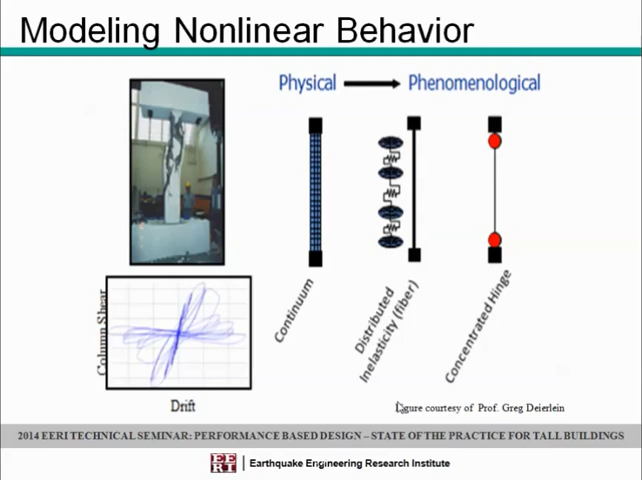 Modeling Nonlinear Behavior
Physical
Phenomenological
Column Shear
Drift
Continuum
Distributed
Inelasticity (fiber)
Concentrated Hinge
Figure courtesy of Prof. Greg Deierlein
2014 EERI TECHNICAL SEMINAR: PERFORMANCE BASED DESIGN – STATE OF THE PRACTICE FOR TALL BUILDINGS
EE
RI
Earthquake Engineering Research Institute